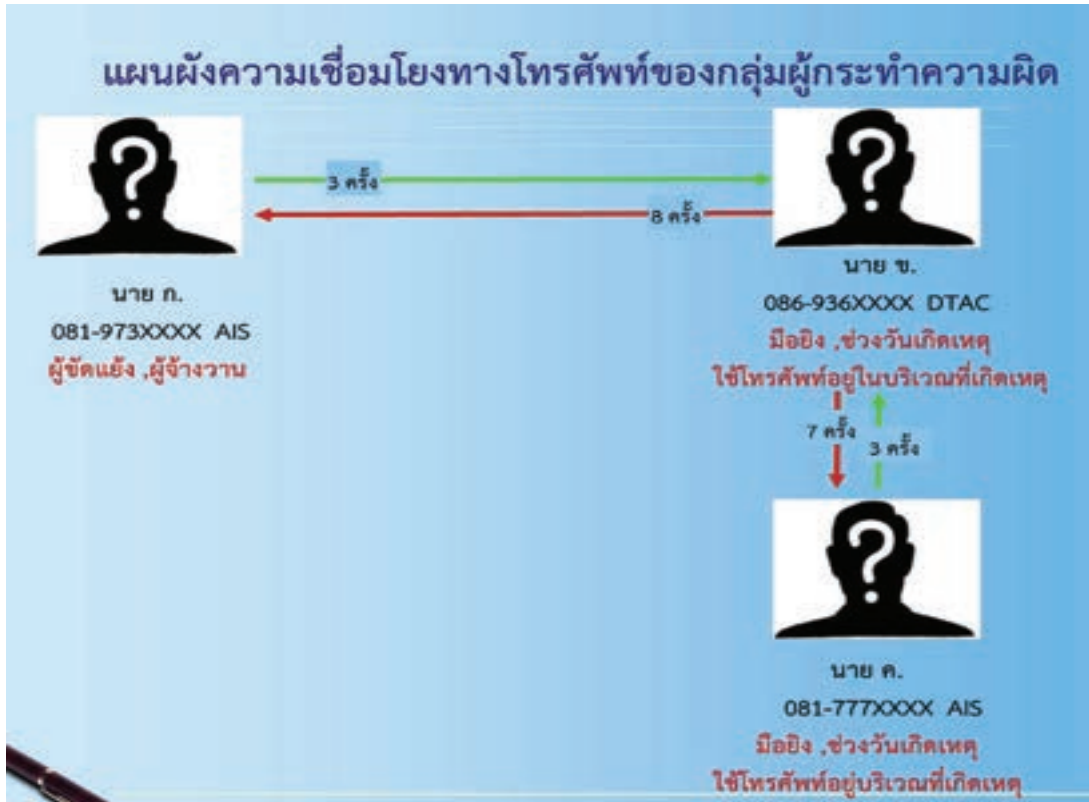 แผนผังความเชื่อมโยงทางโทรศัพท์ของกลุ่มผู้กระทำความผิด
3 ครั้ง
8 ครั้ง
นาย ก.
081-973XXXX AIS
ผู้ขัดแย้ง ,ผู้จ้างวาน
นาย ข.
086-936XXXX DTAC
มือยิง ,ช่วงวันเกิดเหตุ
ใช้โทรศัพท์อยู่ในบริเวณที่เกิดเหตุ
7 ครั้ง
3 ครั้ง
นาย ค.
081-777XXXX AIS
มือยิง ,ช่วงวันเกิดเหตุ
ใช้โทรศัพท์อยู่บริเวณที่เกิดเหตุ